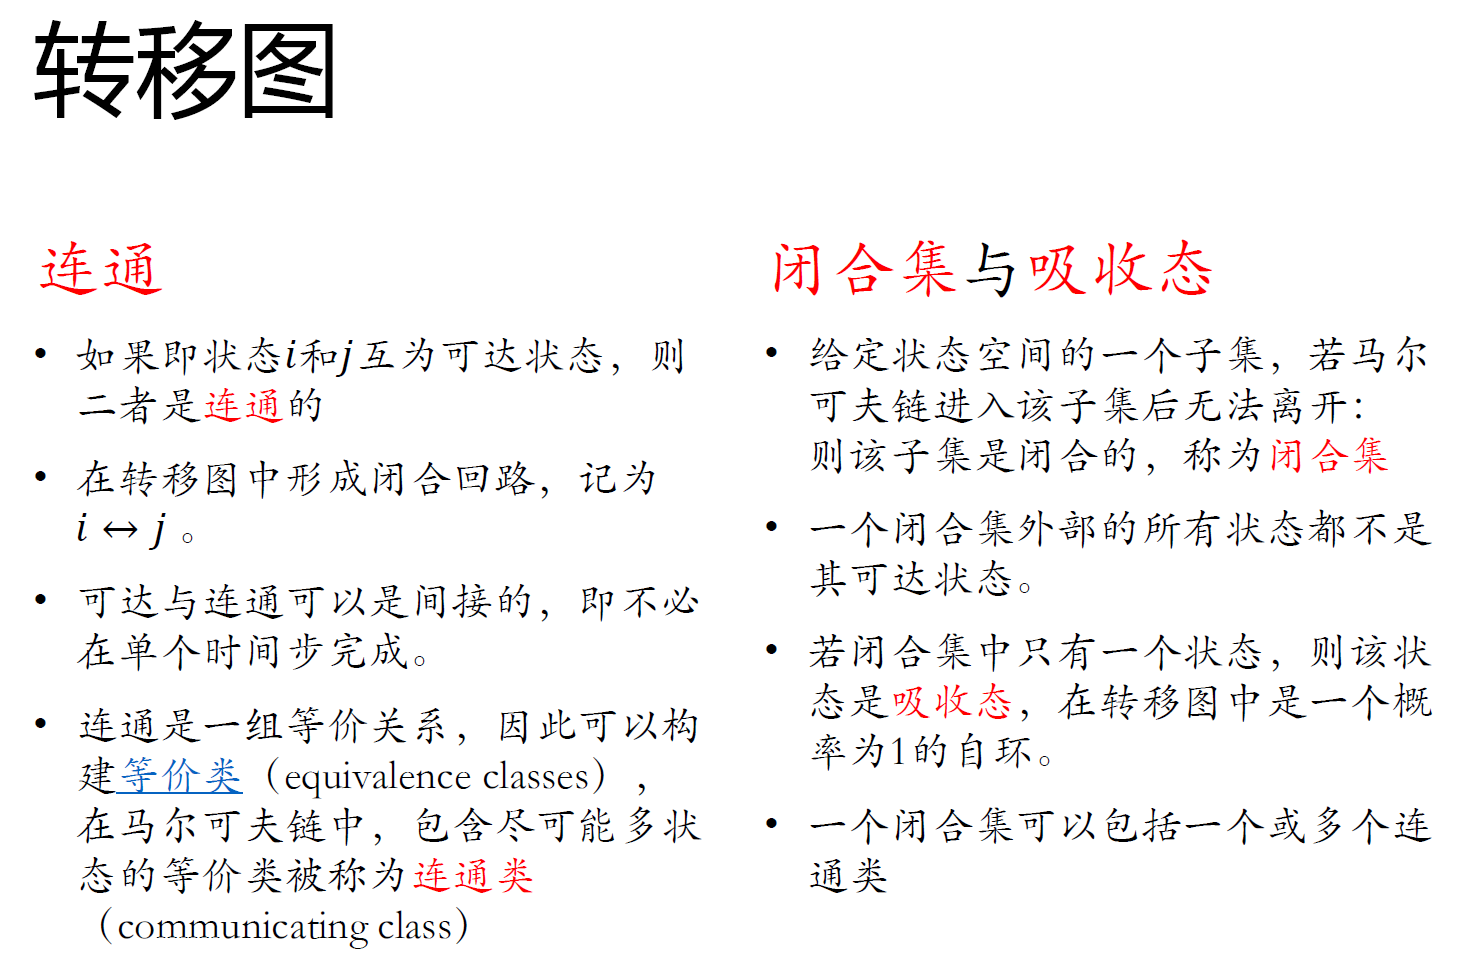 转移图
连通
• 如果即状态i和j互为可达状态，则
二者是连通的
• 在转移图中形成闭合回路，记为
i ↔ j 。
• 可达与连通可以是间接的，即不必
在单个时间步完成。
• 连通是一组等价关系，因此可以构
建等价类（equivalence classes），
在马尔可夫链中，包含尽可能多状
态的等价类被称为连通类
（communicating class）
闭合集与吸收态
• 给定状态空间的一个子集，若马尔
可夫链进入该子集后无法离开：
则该子集是闭合的，称为闭合集
• 一个闭合集外部的所有状态都不是
其可达状态。
• 若闭合集中只有一个状态，则该状
态是吸收态，在转移图中是一个概
率为1的自环。
• 一个闭合集可以包括一个或多个连
通类